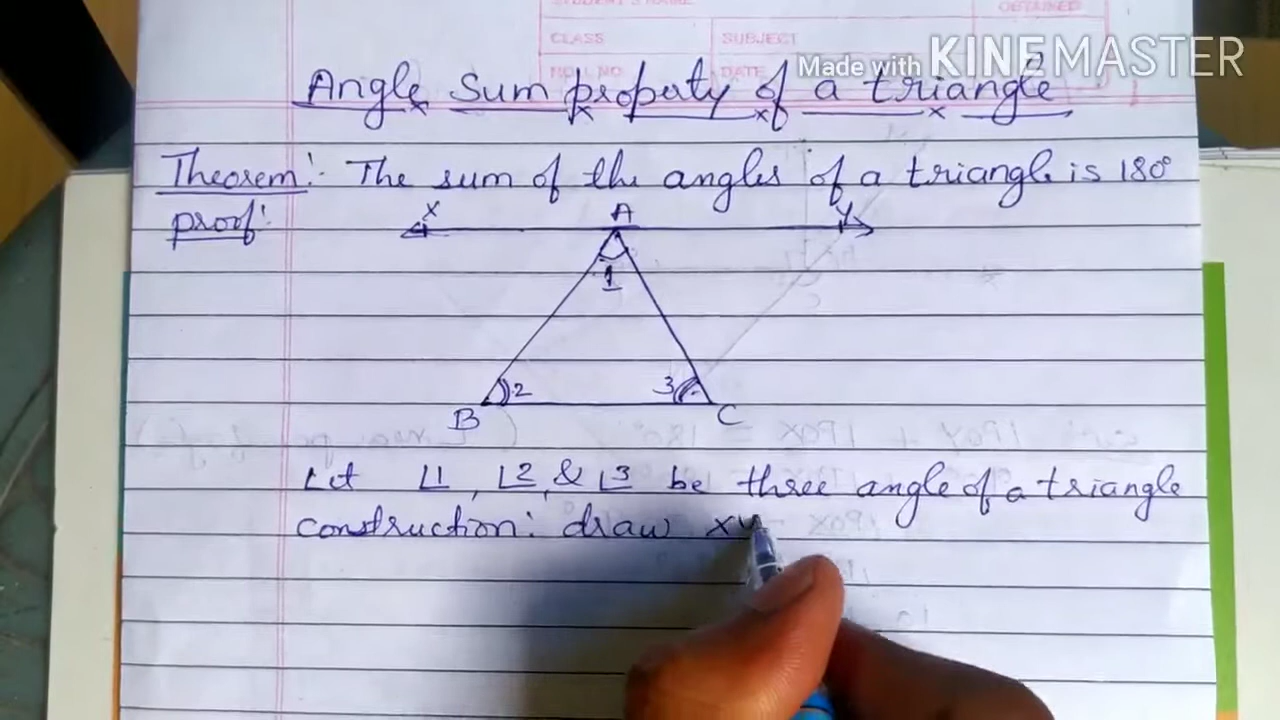 CLASS SUBJECT
DATE
Made with KINEMASTER
Angle Sum property of a triangle
Theorem:- The sum of the angles of a triangle is 180°
proof:
X A Y
1
2 3
B C
Let ∠1, ∠2, & ∠3 be three angle of a triangle
construction: draw XY